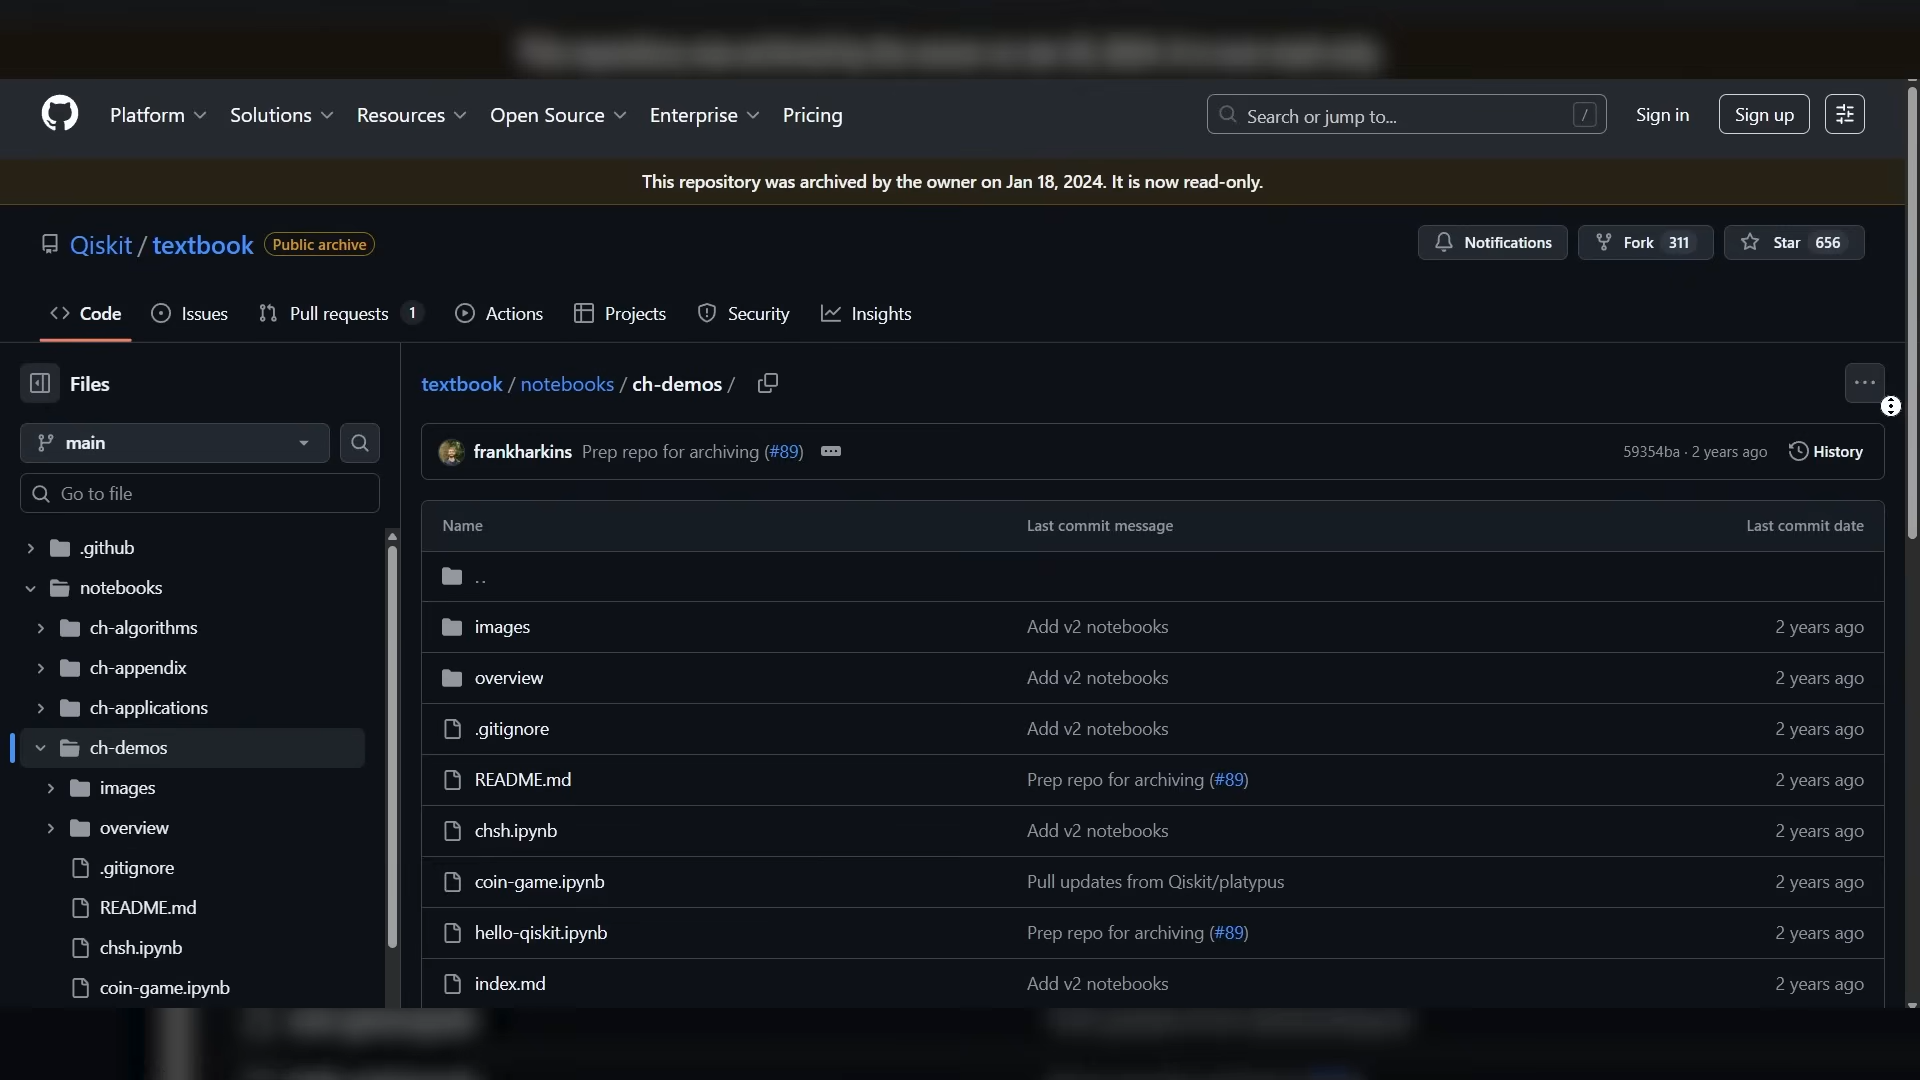 Platform Solutions Resources Open Source Enterprise Pricing Search or jump to... / Sign in Sign up
This repository was archived by the owner on Jan 18, 2024. It is now read-only.
Qiskit / textbook Public archive Notifications Fork 311 Star 656
Code Issues Pull requests 1 Actions Projects Security Insights
Files
main
Go to file
.github
notebooks
ch-algorithms
ch-appendix
ch-applications
ch-demos
images
overview
.gitignore
README.md
chsh.ipynb
coin-game.ipynb
textbook / notebooks / ch-demos /
frankharkins Prep repo for archiving (#89) 59354ba · 2 years ago History
Name Last commit message Last commit date
..
images Add v2 notebooks 2 years ago
overview Add v2 notebooks 2 years ago
.gitignore Add v2 notebooks 2 years ago
README.md Prep repo for archiving (#89) 2 years ago
chsh.ipynb Add v2 notebooks 2 years ago
coin-game.ipynb Pull updates from Qiskit/platypus 2 years ago
hello-qiskit.ipynb Prep repo for archiving (#89) 2 years ago
index.md Add v2 notebooks 2 years ago